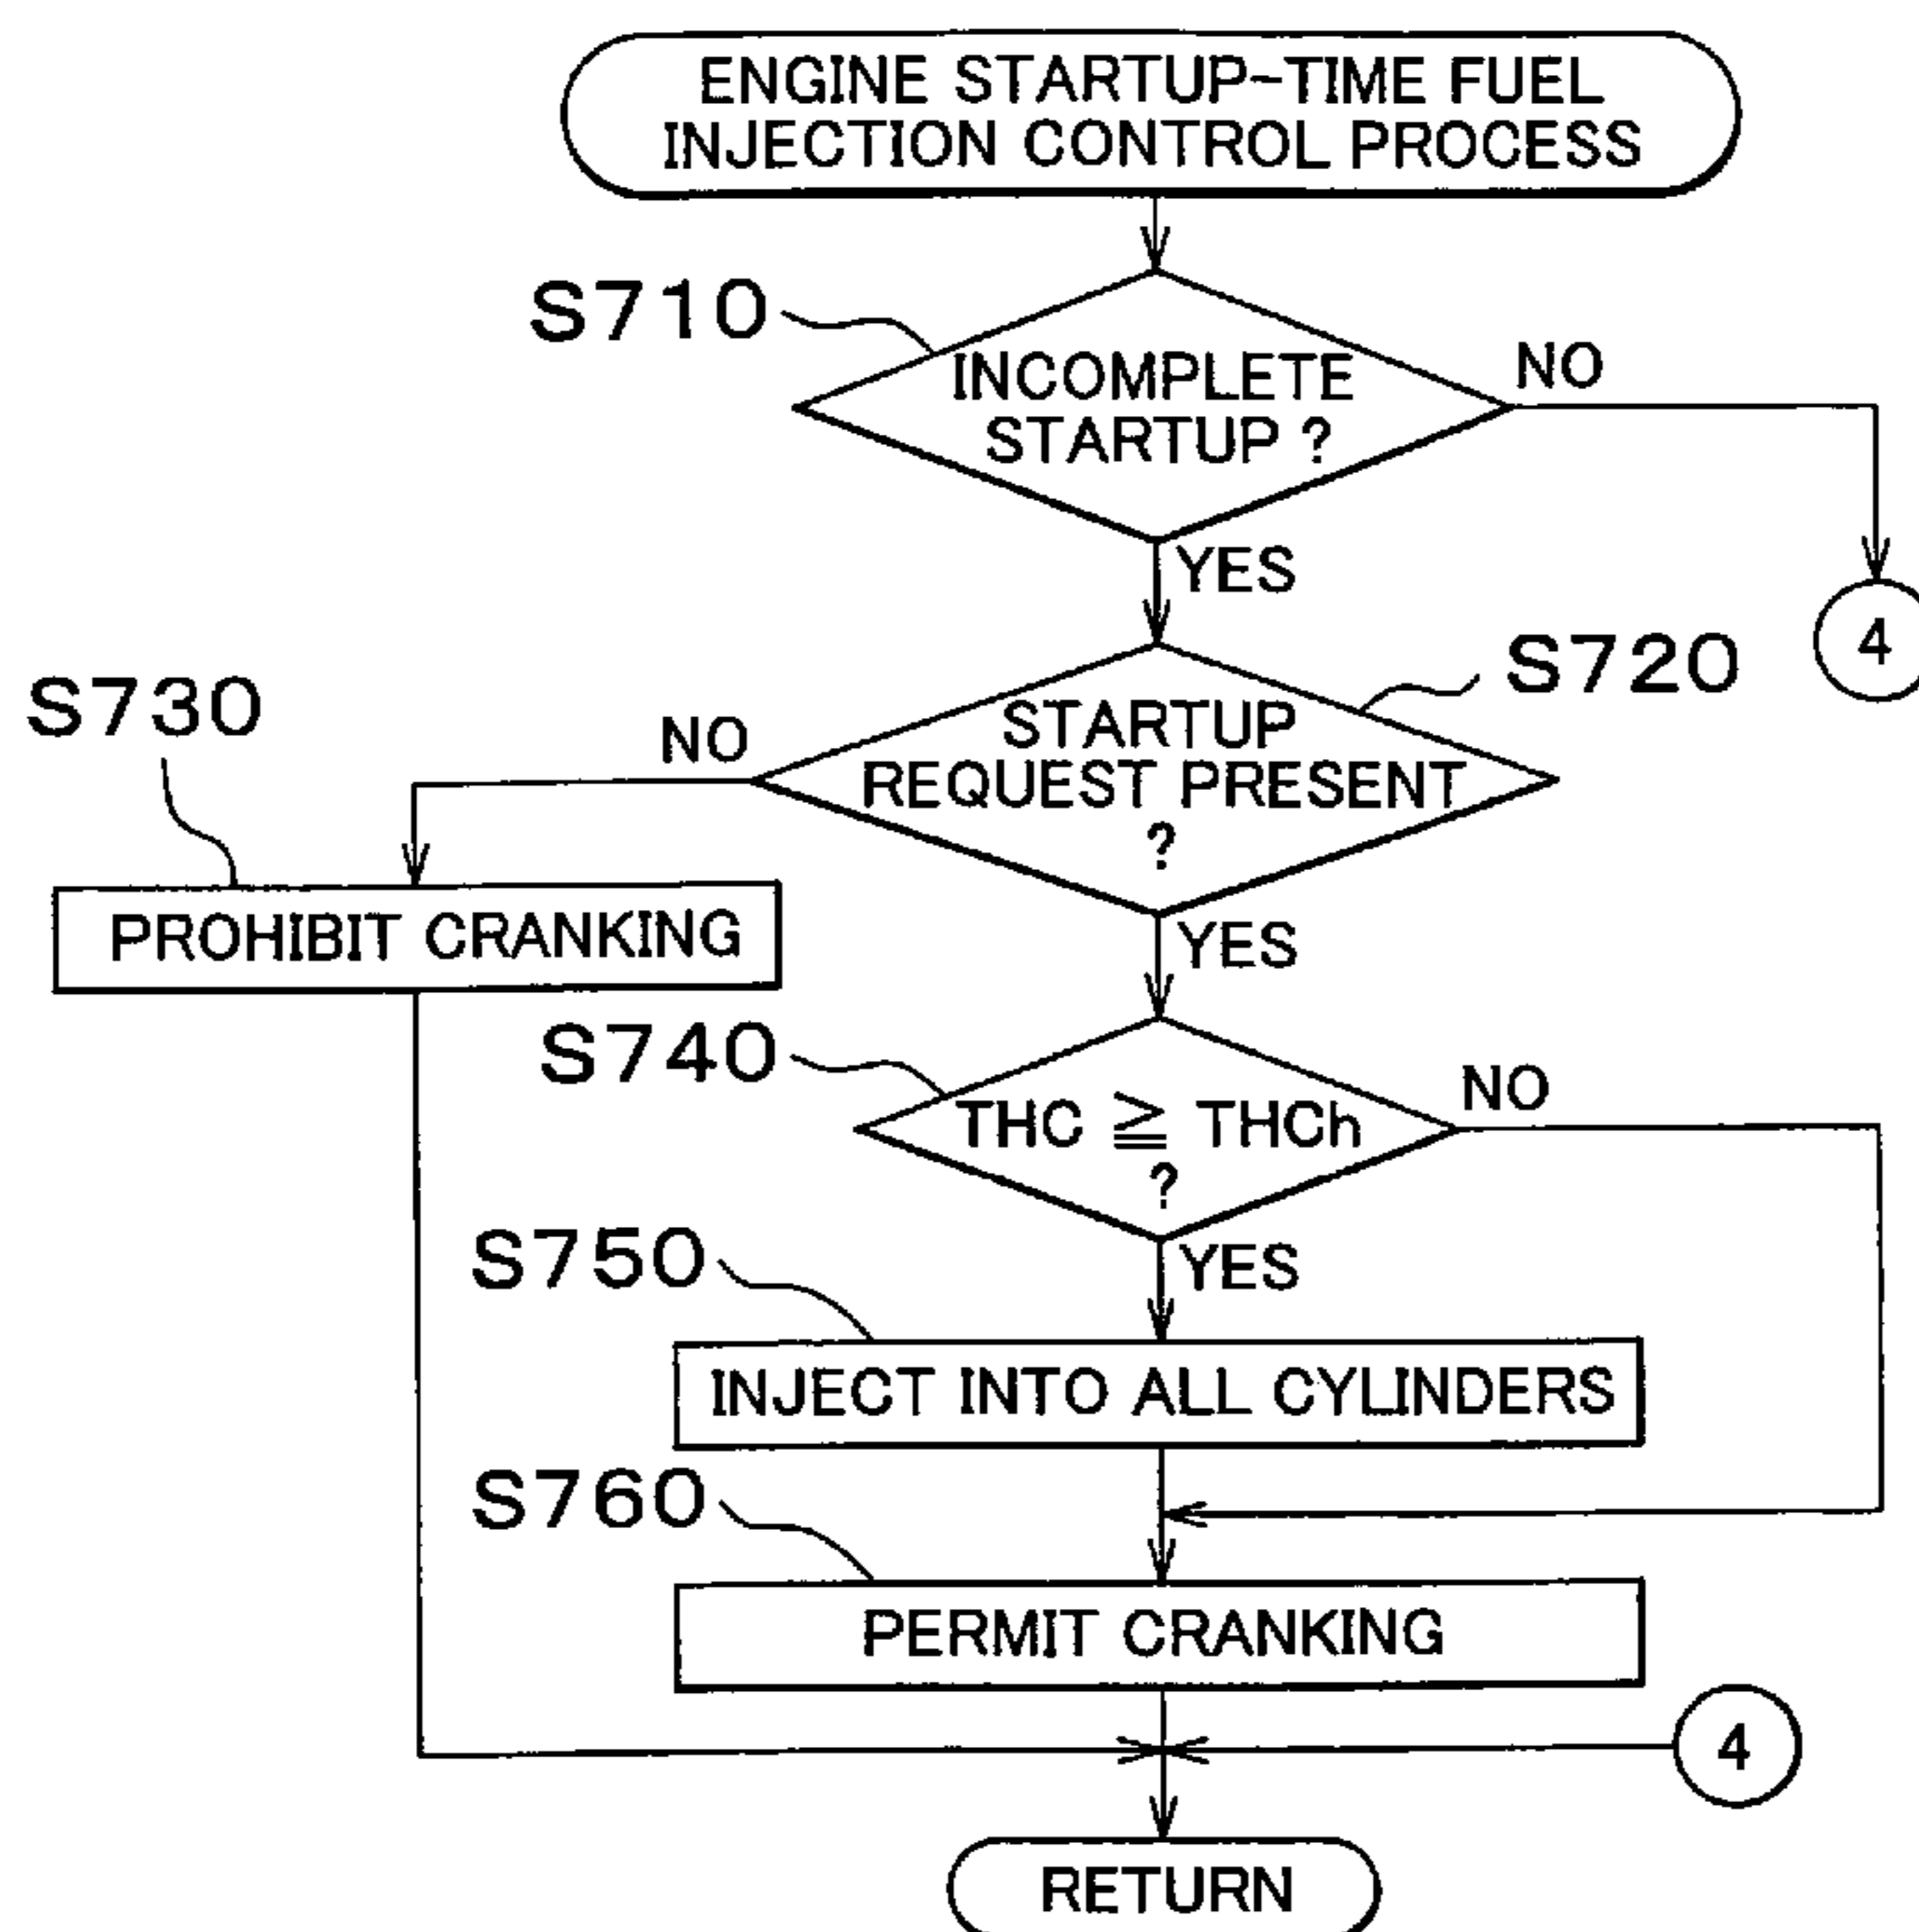 ENGINE STARTUP-TIME FUEL
INJECTION CONTROL PROCESS
S710
INCOMPLETE
STARTUP ?
NO
YES
4
S720
S730
NO
STARTUP
REQUEST PRESENT
?
PROHIBIT CRANKING
YES
S740
THC ≧ THCh
?
NO
YES
S750
INJECT INTO ALL CYLINDERS
S760
PERMIT CRANKING
4
RETURN